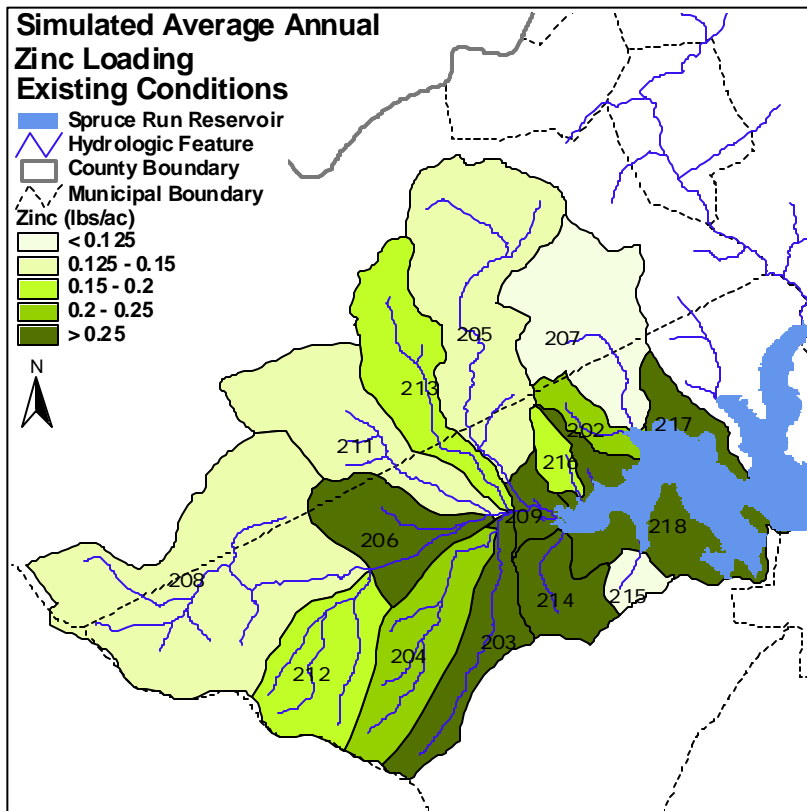 Simulated Average Annual
Zinc Loading
Existing Conditions
Spruce Run Reservoir
Hydrologic Feature
County Boundary
Municipal Boundary
Zinc (lbs/ac)
< 0.125
0.125 - 0.15
0.15 - 0.2
0.2 - 0.25
> 0.25
N
205
207
213
202
217
211
216
209
218
206
208
215
214
203
204
212